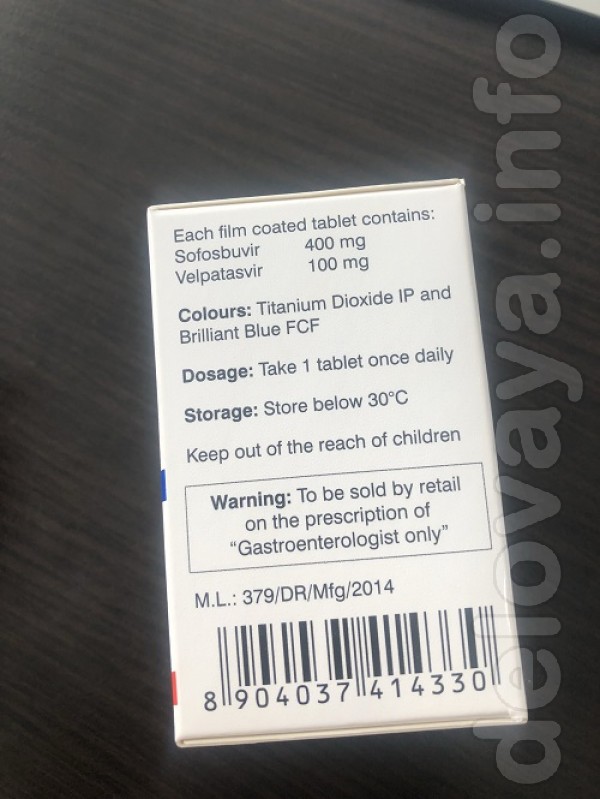 Each film coated tablet contains:
Sofosbuvir 400 mg
Velpatasvir 100 mg
Colours: Titanium Dioxide IP and
Brilliant Blue FCF
Dosage: Take 1 tablet once daily
Storage: Store below 30°C
Keep out of the reach of children
Warning: To be sold by retail
on the prescription of
“Gastroenterologist only”
M.L.: 379/DR/Mfg/2014
8 904037 414330
delovaya.info